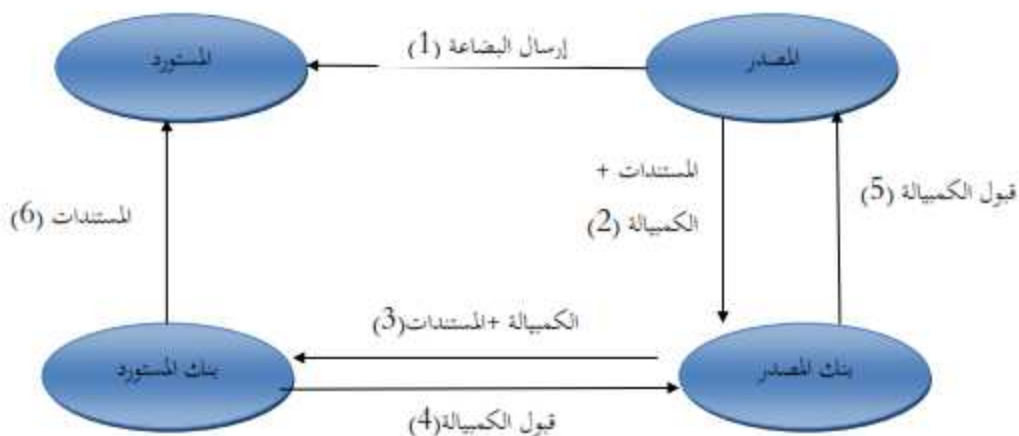 المصدر
إرسال البضاعة (1)
المستورد
المستندات +
الكمبيالة (2)
قبول الكمبيالة (5)
المستندات (6)
الكمبيالة +المستندات(3)
بنك المصدر
بنك المستورد
قبول الكمبيالة(4)